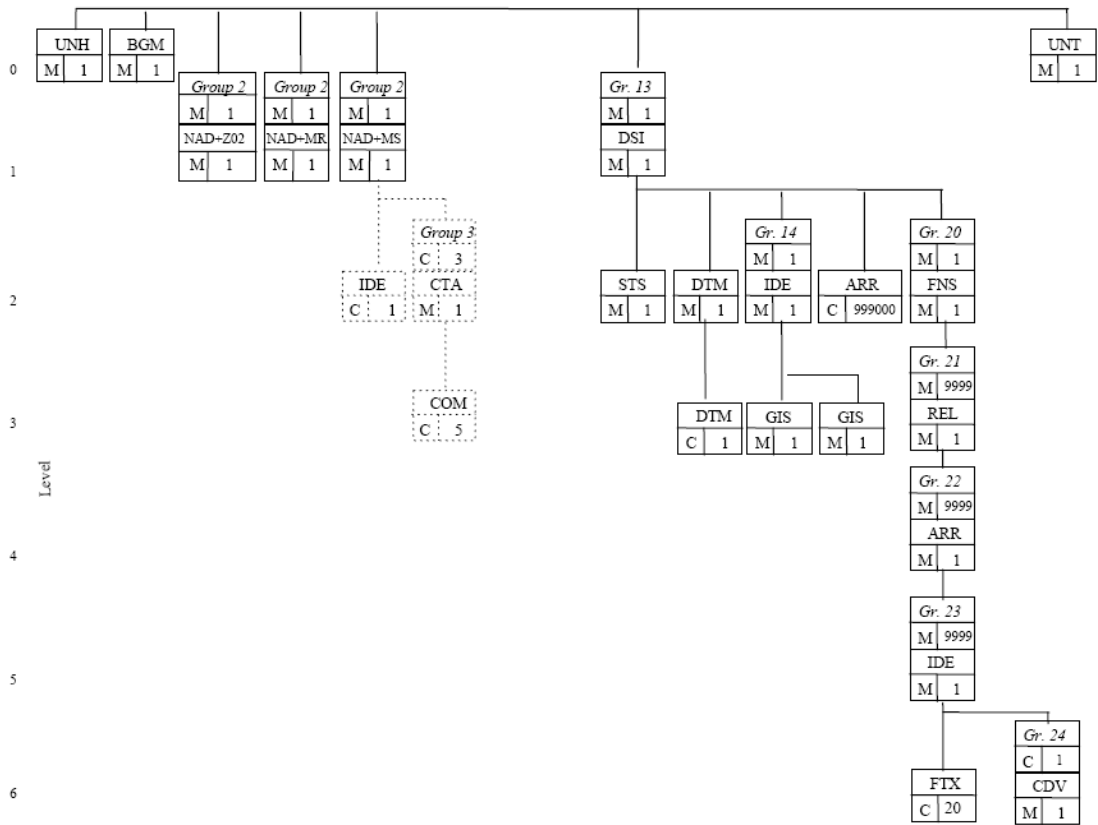 UNH BGM UNT
M 1 M 1 M 1
0
Group 2 Group 2 Group 2 Gr. 13
M 1 M 1 M 1 M 1
NAD+Z02 NAD+MR NAD+MS DSI
M 1 M 1 M 1 M 1
1
Group 3 Gr. 14 Gr. 20
C 3 M 1 M 1
IDE CTA STS DTM IDE ARR FNS
C 1 M 1 M 1 M 1 M 1 C 999000 M 1
2
Gr. 21
M 9999
COM DTM GIS GIS REL
C 5 C 1 M 1 M 1 M 1
3
Level
Gr. 22
M 9999
ARR
M 1
4
Gr. 23
M 9999
IDE
M 1
5
Gr. 24
C 1
FTX CDV
C 20 M 1
6